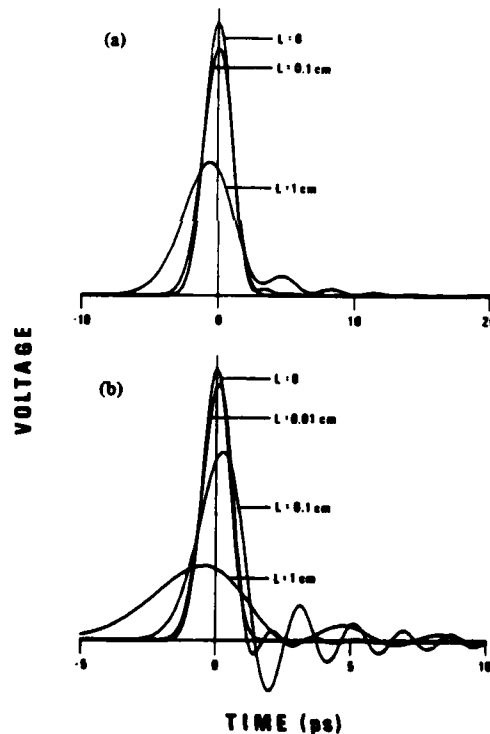 (a)
L = 0
L = 0.1 cm
L = 1 cm
-10
0
10
20
VOLTAGE
(b)
L = 0
L = 0.01 cm
L = 0.1 cm
L = 1 cm
-5
0
5
10
TIME (ps)